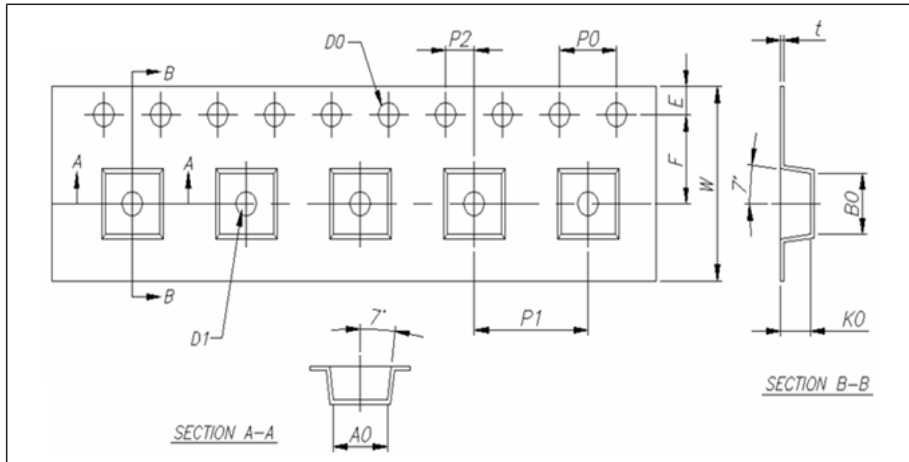 D0
P2
P0
t
B
E
A
A
F
W
7°
B0
B
D1
7°
P1
K0
SECTION B-B
SECTION A-A
A0